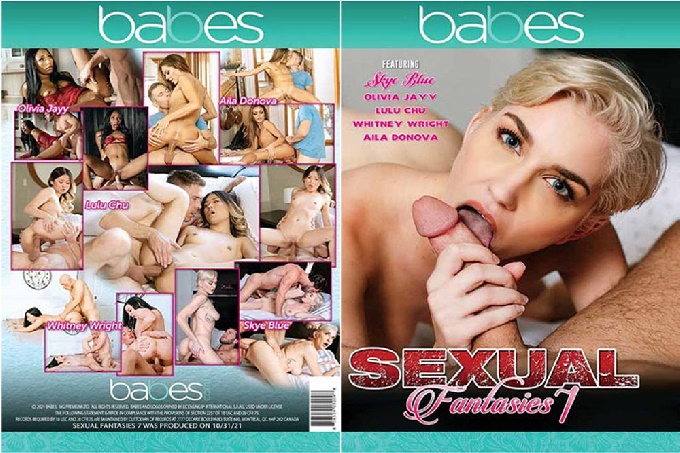 babes
Olivia Jayy
Aila Donova
Lulu Chu
Whitney Wright
Skye Blue
babes
SEXUAL FANTASIES 7 WAS PRODUCED ON 10/31/21
babes
FEATURING
Skye Blue
OLIVIA JAYY
LULU CHU
WHITNEY WRIGHT
AILA DONOVA
SEXUAL
Fantasies 7